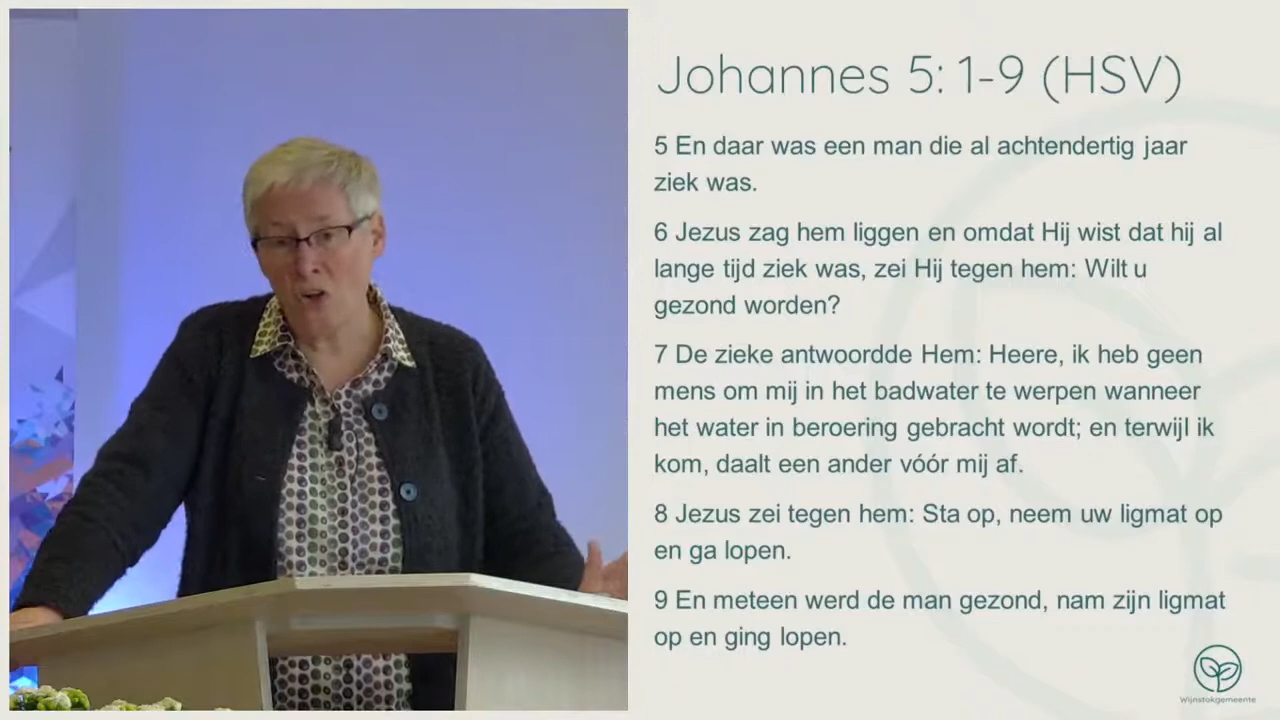 Johannes 5: 1-9 (HSV)
5 En daar was een man die al achtendertig jaar
ziek was.
6 Jezus zag hem liggen en omdat Hij wist dat hij al
lange tijd ziek was, zei Hij tegen hem: Wilt u
gezond worden?
7 De zieke antwoordde Hem: Heere, ik heb geen
mens om mij in het badwater te werpen wanneer
het water in beroering gebracht wordt; en terwijl ik
kom, daalt een ander vóór mij af.
8 Jezus zei tegen hem: Sta op, neem uw ligmat op
en ga lopen.
9 En meteen werd de man gezond, nam zijn ligmat
op en ging lopen.
Wijnstokgemeente